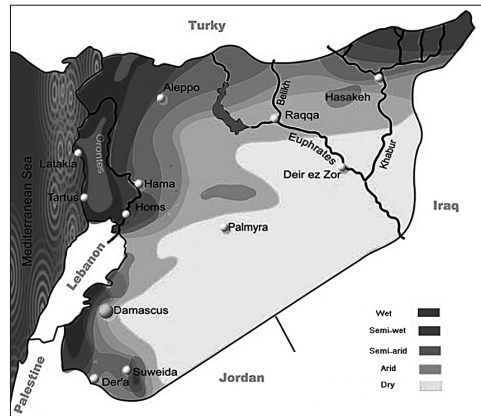 Turky
Aleppo
Hasakeh
Belikh
Raqqa
Orontes
Euphrates
Khabur
Latakia
Deir ez Zor
Hama
Tartus
Homs
Mediterranean Sea
Iraq
Palmyra
Lebanon
Damascus
Wet
Semi-wet
Semi-arid
Arid
Dry
Suweida
Der'a
Jordan
Palestine